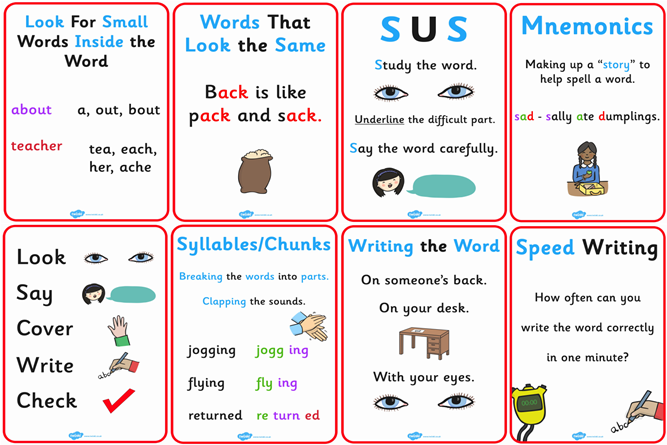 Look For Small
Words Inside the
Word
about a, out, bout
teacher tea, each,
her, ache
Words That
Look the Same
Back is like
pack and sack.
SUS
Study the word.
Underline the difficult part.
Say the word carefully.
Mnemonics
Making up a “story” to
help spell a word.
sad - sally ate dumplings.
Look
Say
Cover
Write
abc
Check
Syllables/Chunks
Breaking the words into parts.
Clapping the sounds.
jogging jogg ing
flying fly ing
returned re turn ed
Writing the Word
On someone's back.
On your desk.
With your eyes.
Speed Writing
How often can you
write the word correctly
in one minute?
abc